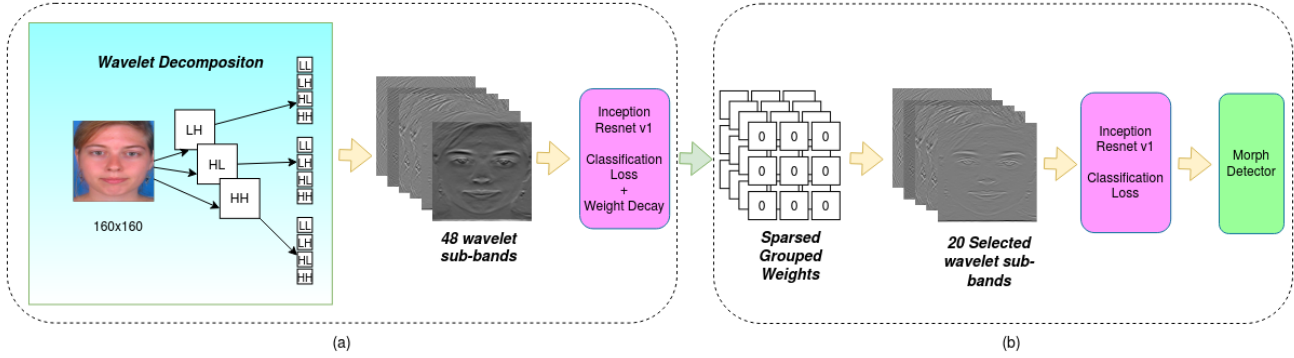 Wavelet Decompositon
160x160
LH
HL
HH
LL
LH
HL
HH
LL
LH
HL
HH
LL
LH
HL
HH
48 wavelet
sub-bands
Inception
Resnet v1
Classification
Loss
+
Weight Decay
(a)
0 0 0
0 0 0
0 0 0
Sparsed
Grouped
Weights
20 Selected
wavelet sub-
bands
Inception
Resnet v1
Classification
Loss
Morph
Detector
(b)